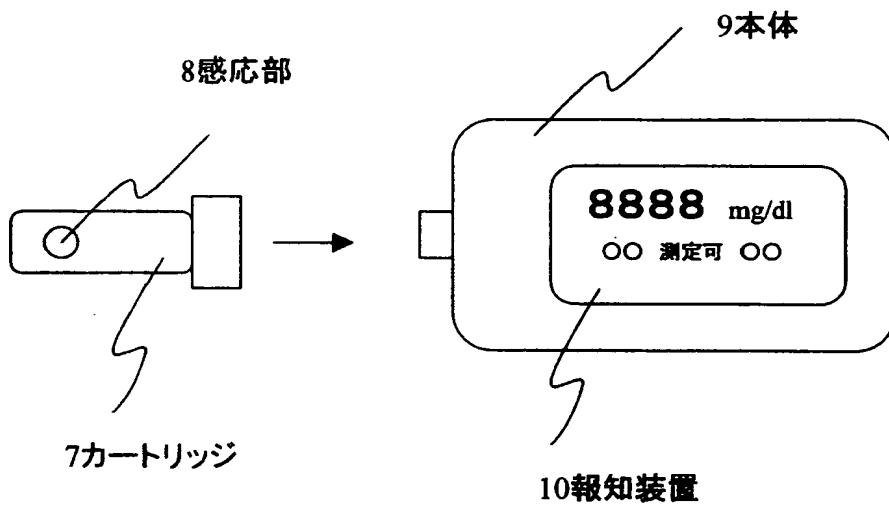 9本体
8感応部
8888 mg/dl
○○ 測定可 ○○
7カートリッジ
10報知装置